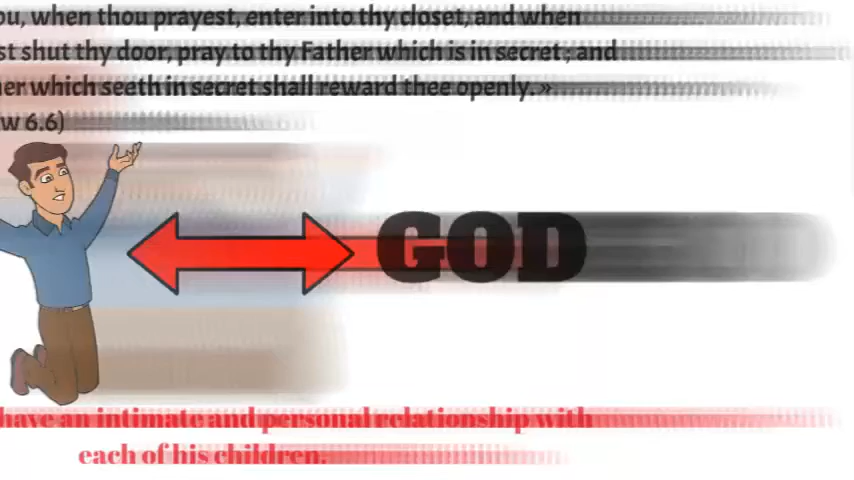 ou, when thou prayest, enter into thy closet, and when
st shut thy door, pray to thy Father which is in secret ; and
er which seeth in secret shall reward thee openly. »
w 6.6)
GOD
have an intimate and personal relationship with
each of his children.